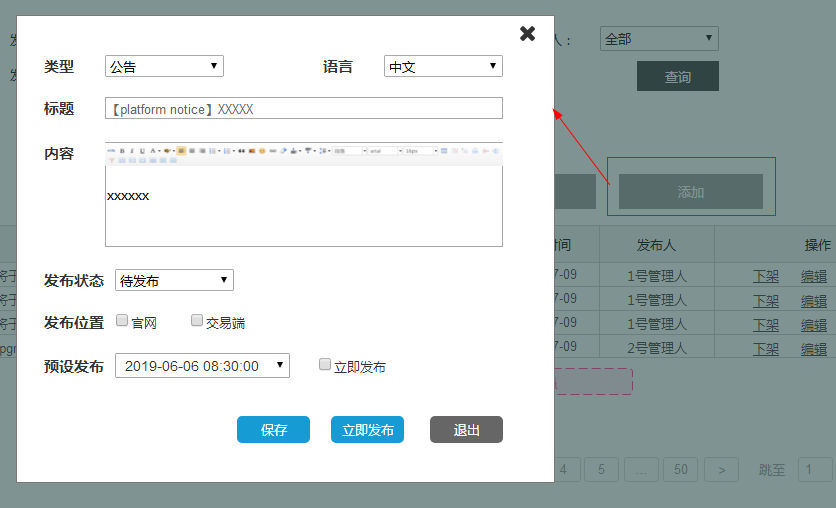 人： 全部
查询
类型 公告 语言 中文
标题 【platform notice】XXXXX
内容
B I U A
arial 16px
xxxxxx
添加
时间 发布人 操作
7-09 1号管理人 下架 编辑
7-09 1号管理人 下架 编辑
7-09 1号管理人 下架 编辑
7-09 2号管理人 下架 编辑
发布状态 待发布
发布位置 官网 交易端
预设发布 2019-06-06 08:30:00 立即发布
保存 立即发布 退出
4 5 ... 50 > 跳至 1